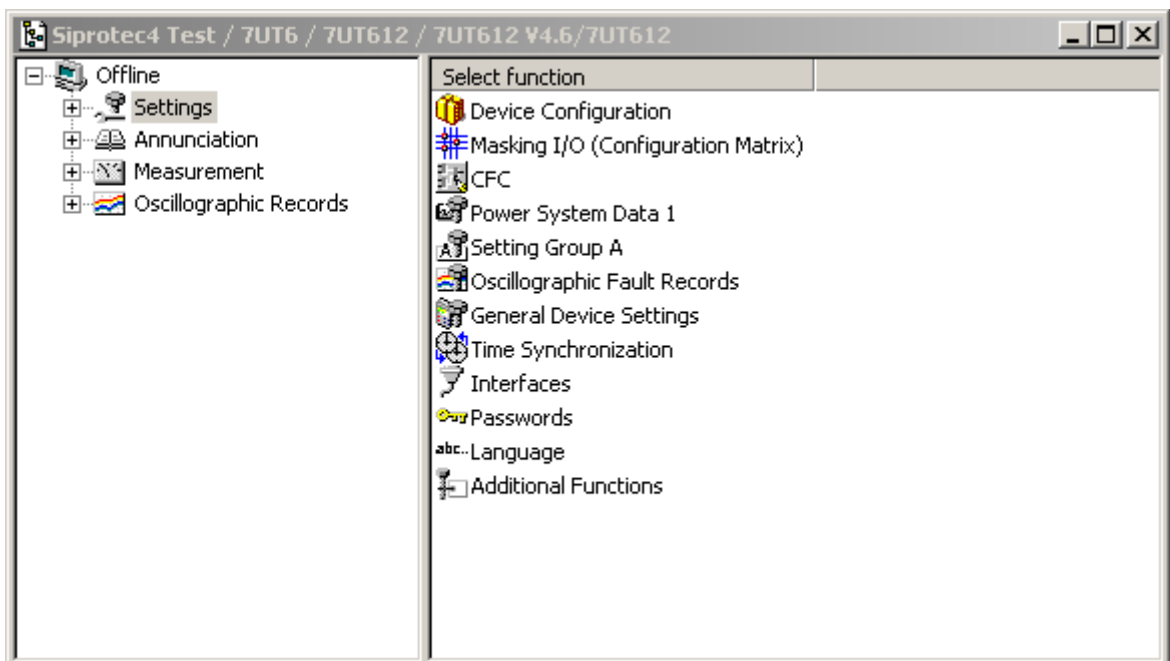 Siprotec4 Test / 7UT6 / 7UT612 / 7UT612 V4.6/7UT612
Offline
Settings
Annunciation
Measurement
Oscillographic Records
Select function
Device Configuration
Masking I/O (Configuration Matrix)
CFC
Power System Data 1
Setting Group A
Oscillographic Fault Records
General Device Settings
Time Synchronization
Interfaces
Passwords
abc..Language
Additional Functions